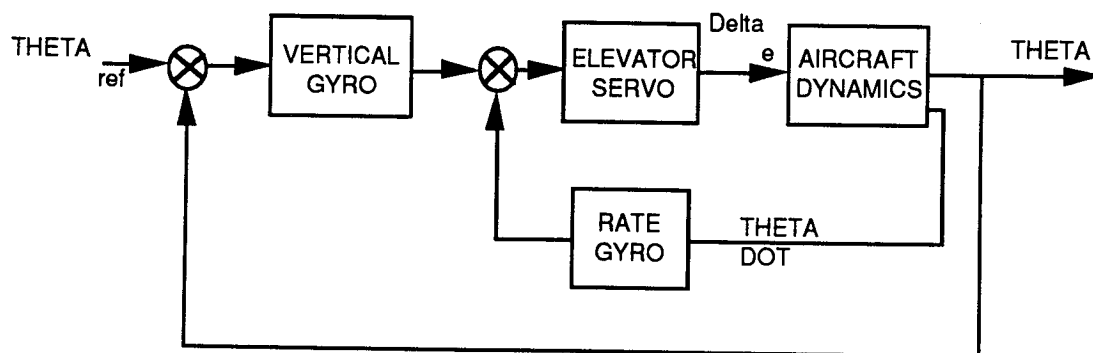 THETA
ref
VERTICAL
GYRO
ELEVATOR
SERVO
Delta
e
AIRCRAFT
DYNAMICS
THETA
RATE
GYRO
THETA
DOT